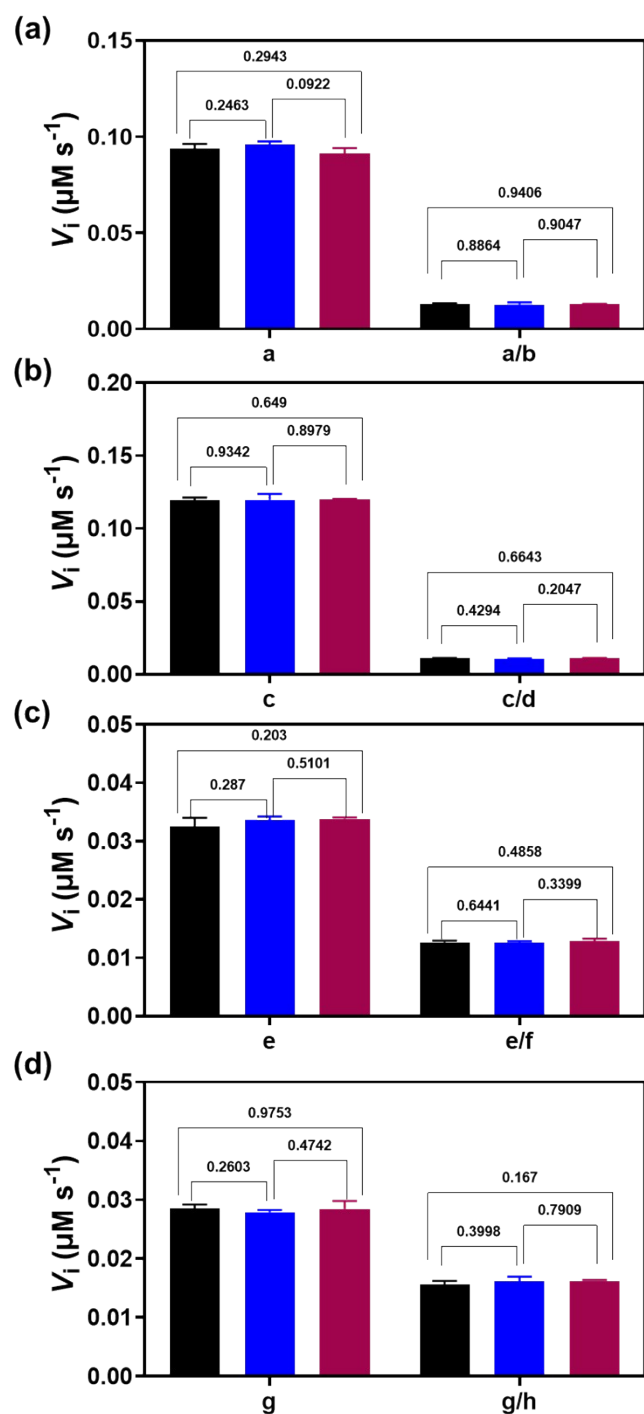 (a)
0.15
0.10
0.05
0.00
Vi (µM s⁻¹)
0.2943
0.2463
0.0922
0.9406
0.8864
0.9047
a
a/b
(b)
0.20
0.15
0.10
0.05
0.00
Vi (µM s⁻¹)
0.649
0.9342
0.8979
0.6643
0.4294
0.2047
c
c/d
(c)
0.05
0.04
0.03
0.02
0.01
0.00
Vi (µM s⁻¹)
0.203
0.287
0.5101
0.4858
0.6441
0.3399
e
e/f
(d)
0.05
0.04
0.03
0.02
0.01
0.00
Vi (µM s⁻¹)
0.9753
0.2603
0.4742
0.167
0.3998
0.7909
g
g/h